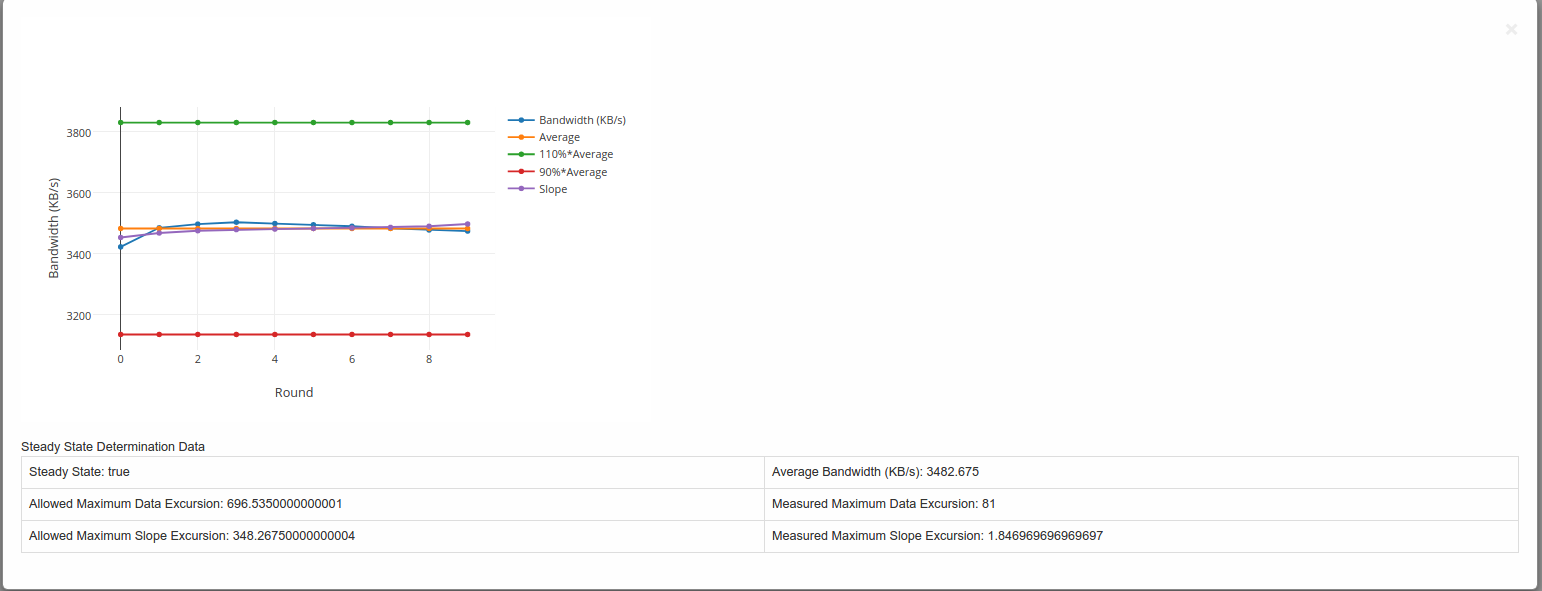 ×
3800
3600
3400
3200
Bandwidth (KB/s)
0 2 4 6 8
Round
Bandwidth (KB/s)
Average
110%*Average
90%*Average
Slope
Steady State Determination Data
Steady State: true
Average Bandwidth (KB/s): 3482.675
Allowed Maximum Data Excursion: 696.5350000000001
Measured Maximum Data Excursion: 81
Allowed Maximum Slope Excursion: 348.26750000000004
Measured Maximum Slope Excursion: 1.846969696969697